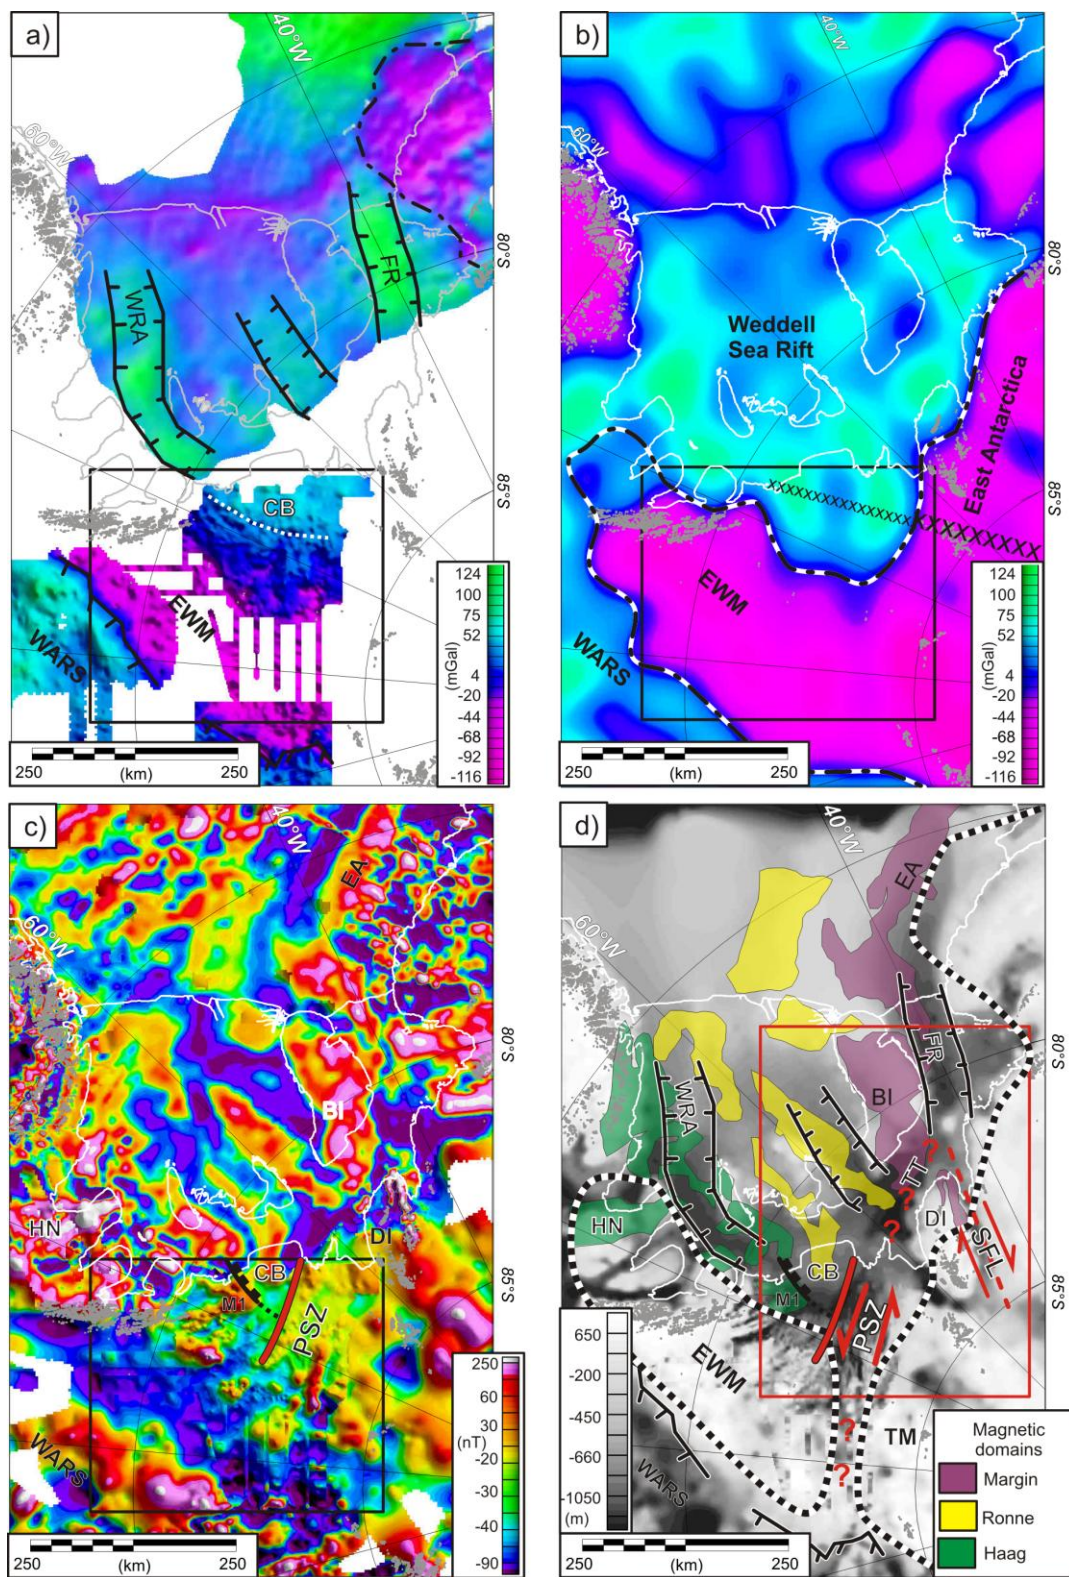 a)
40°W
60°W
80°S
FR
WRA
85°S
CB
EWM
WARS
124
100
75
52
4
-20
-44
-68
-92
-116
(mGal)
250
(km)
250
b)
40°W
60°W
80°S
Weddell
Sea Rift
East Antarctica
85°S
xxxxxxxxxxxxxxxxxxxxxxxxxx
EWM
WARS
124
100
75
52
4
-20
-44
-68
-92
-116
(mGal)
250
(km)
250
c)
40°W
EA
60°W
80°S
BI
HN
DI
CB
M1
PSZ
85°S
WARS
250
60
30
(nT)
-20
-30
-40
-90
250
(km)
250
d)
40°W
EA
60°W
80°S
FR
WRA
BI
?
TT
?
?
HN
DI
SFL
CB
M1
PSZ
85°S
EWM
650
-200
-450
-660
-1050
(m)
?
?
TM
WARS
Magnetic
domains
Margin
Ronne
Haag
250
(km)
250